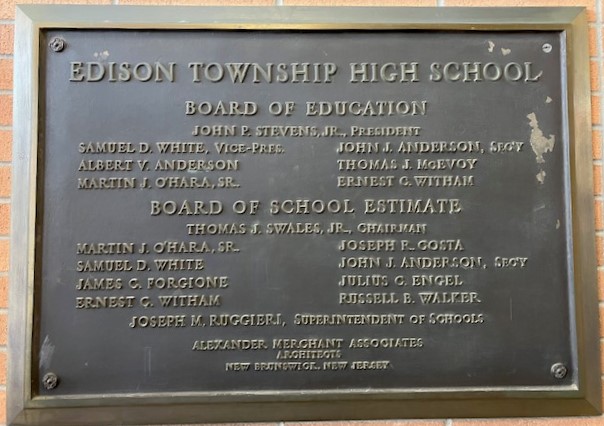 EDISON TOWNSHIP HIGH SCHOOL
BOARD OF EDUCATION
JOHN P. STEVENS, JR., PRESIDENT
SAMUEL D. WHITE, VICE-PRES. JOHN J. ANDERSON, SEC'Y
ALBERT V. ANDERSON THOMAS J. McEVOY
MARTIN J. O'HARA, SR. ERNEST C. WITHAM
BOARD OF SCHOOL ESTIMATE
THOMAS J. SWALES, JR., CHAIRMAN
MARTIN J. O'HARA, SR. JOSEPH R. COSTA
SAMUEL D. WHITE JOHN J. ANDERSON, SEC'Y
JAMES C. FORGIONE JULIUS C. ENGEL
ERNEST C. WITHAM RUSSELL B. WALKER
JOSEPH M. RUGGIERI, SUPERINTENDENT OF SCHOOLS
ALEXANDER MERCHANT ASSOCIATES
ARCHITECTS
NEW BRUNSWICK, NEW JERSEY